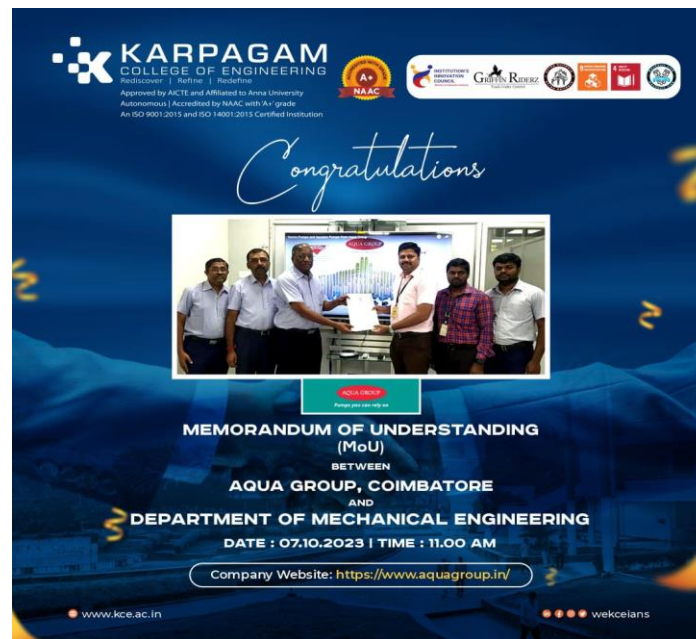 KARPAGAM
COLLEGE OF ENGINEERING
Rediscover | Refine | Redefine
Approved by AICTE and Affiliated to Anna University
Autonomous | Accredited by NAAC with 'A+' grade
An ISO 9001:2015 and ISO 14001:2015 Certified Institution
A+
NAAC
INSTITUTION'S
INNOVATION
COUNCIL
GRIFFIN RIDERZ
Congratulations
AQUA GROUP
AQUA GROUP
Pumps you can rely on
MEMORANDUM OF UNDERSTANDING
(MoU)
BETWEEN
AQUA GROUP, COIMBATORE
AND
DEPARTMENT OF MECHANICAL ENGINEERING
DATE : 07.10.2023 | TIME : 11.00 AM
Company Website: https://www.aquagroup.in/
www.kce.ac.in
wekceians